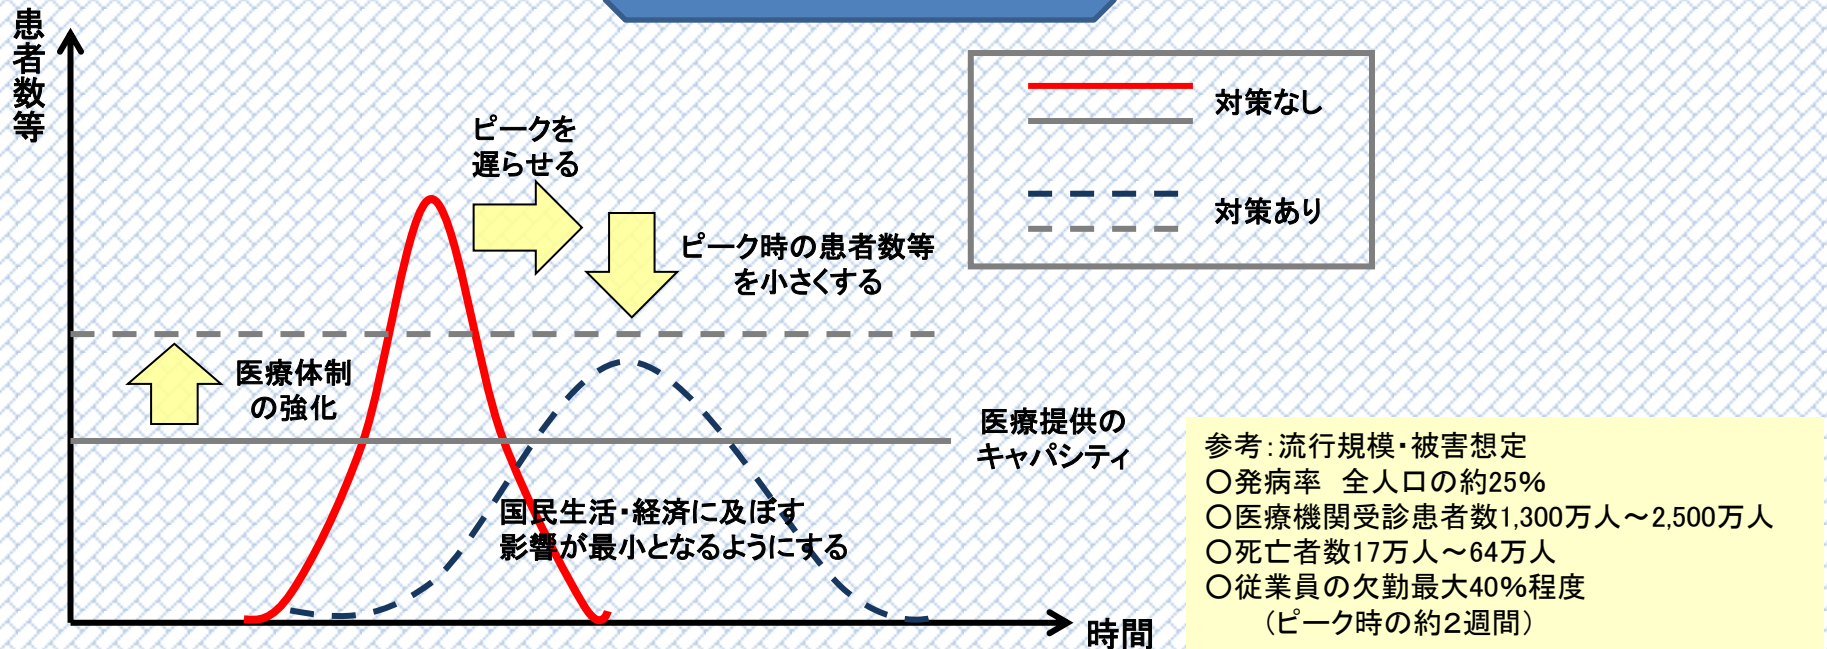 患者数等
対策なし
対策あり
ピークを
遅らせる
ピーク時の患者数等
を小さくする
医療体制
の強化
医療提供の
キャパシティ
国民生活・経済に及ぼす
影響が最小となるようにする
時間
参考：流行規模・被害想定
○発病率　全人口の約25%
○医療機関受診患者数1,300万人～2,500万人
○死亡者数17万人～64万人
○従業員の欠勤最大40%程度
（ピーク時の約２週間）